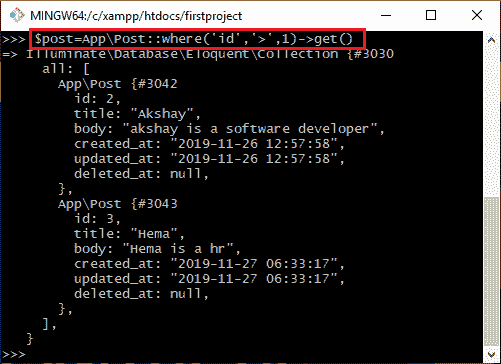 MINGW64:/c/xampp/htdocs/firstproject
>>> $post=App\Post::where('id','>',1)->get()
=> Illuminate\Database\Eloquent\Collection {#3030
all: [
App\Post {#3042
id: 2,
title: "Akshay",
body: "akshay is a software developer",
created_at: "2019-11-26 12:57:58",
updated_at: "2019-11-26 12:57:58",
deleted_at: null,
},
App\Post {#3043
id: 3,
title: "Hema",
body: "Hema is a hr",
created_at: "2019-11-27 06:33:17",
updated_at: "2019-11-27 06:33:17",
deleted_at: null,
},
],
}
>>>